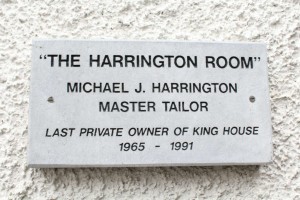 "THE HARRINGTON ROOM"
MICHAEL J. HARRINGTON
MASTER TAILOR
LAST PRIVATE OWNER OF KING HOUSE
1965 - 1991